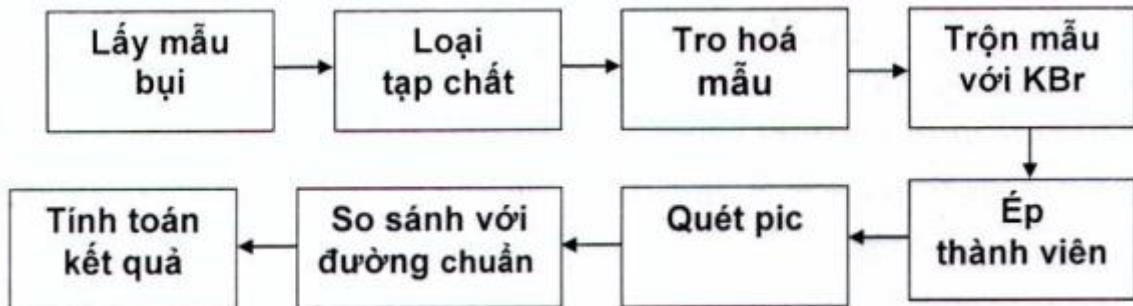 Lấy mẫu
bụi
Loại
tạp chất
Tro hoá
mẫu
Trộn mẫu
với KBr
Ép
thành viên
Quét pic
So sánh với
đường chuẩn
Tính toán
kết quả